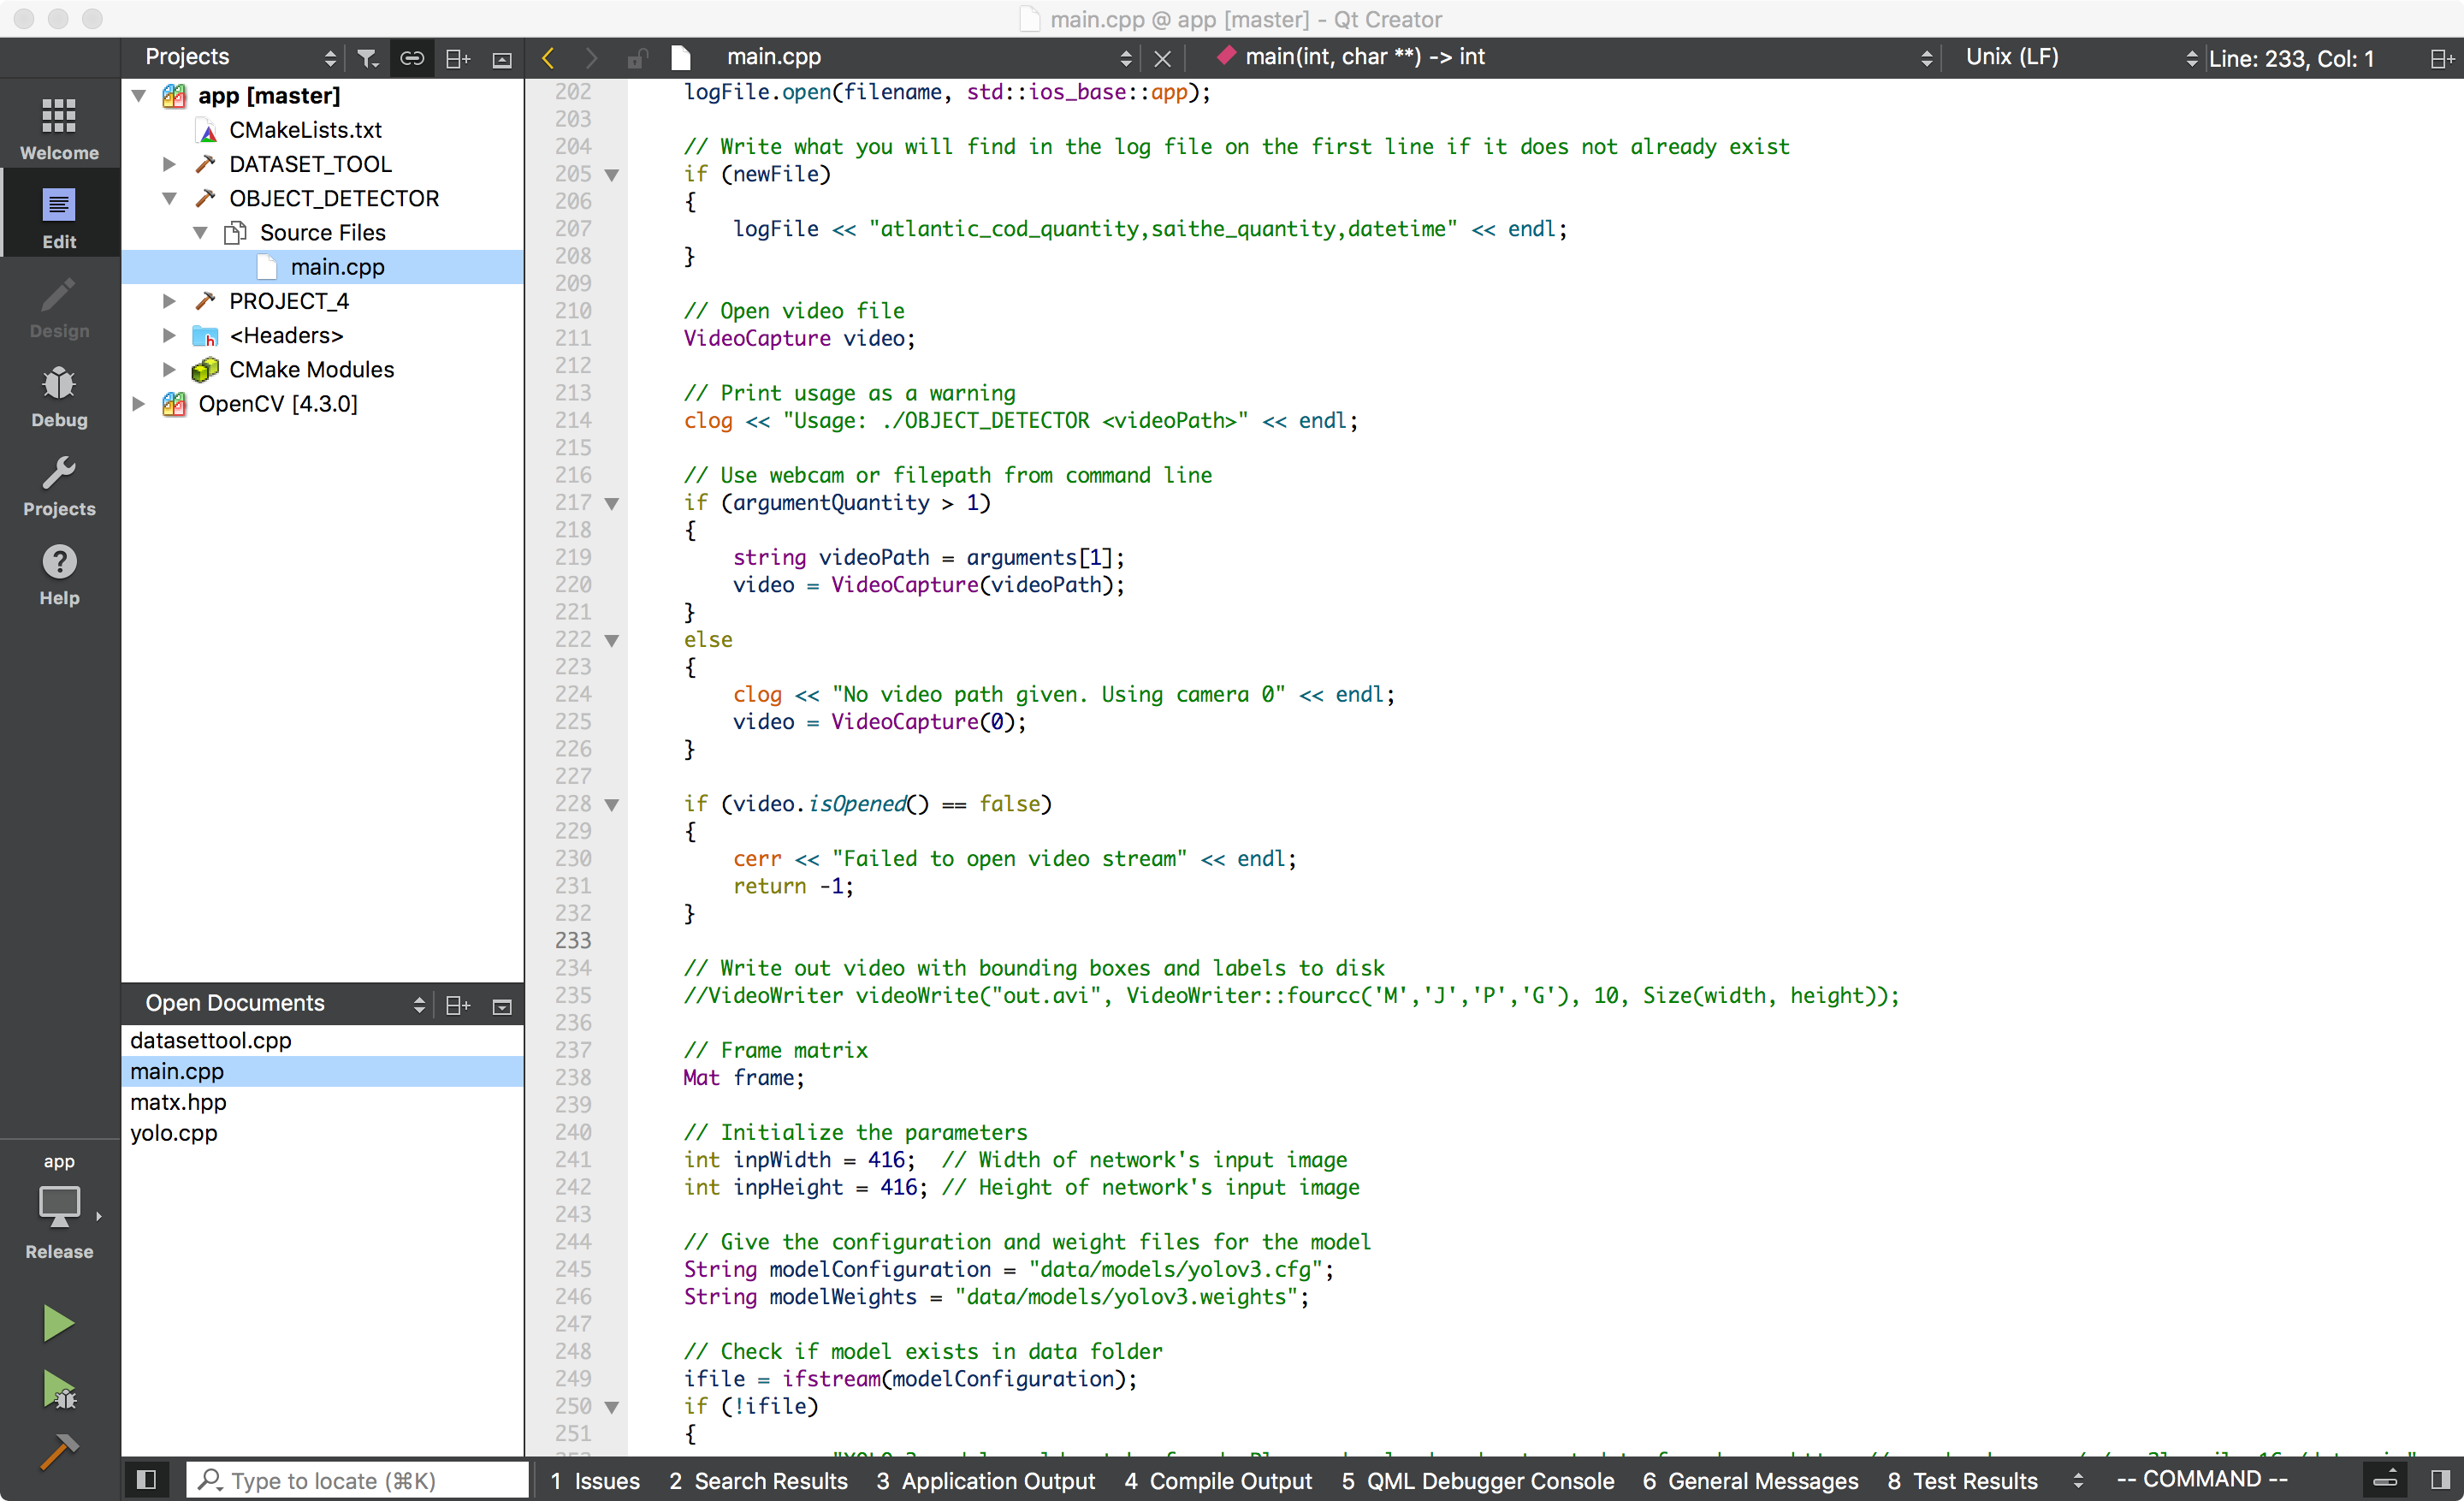 main.cpp @ app [master] - Qt Creator
Projects
main.cpp
main(int, char **) -> int
Unix (LF)
Line: 233, Col: 1
Welcome
Edit
Design
Debug
Projects
Help
app
Release
app [master]
CMakeLists.txt
DATASET_TOOL
OBJECT_DETECTOR
Source Files
main.cpp
PROJECT_4
<Headers>
CMake Modules
OpenCV [4.3.0]
Open Documents
datasettool.cpp
main.cpp
matx.hpp
yolo.cpp
202 logFile.open(filename, std::ios_base::app);
203
204 // Write what you will find in the log file on the first line if it does not already exist
205 if (newFile)
206 {
207 logFile << "atlantic_cod_quantity,saithe_quantity,datetime" << endl;
208 }
209
210 // Open video file
211 VideoCapture video;
212
213 // Print usage as a warning
214 clog << "Usage: ./OBJECT_DETECTOR <videoPath>" << endl;
215
216 // Use webcam or filepath from command line
217 if (argumentQuantity > 1)
218 {
219 string videoPath = arguments[1];
220 video = VideoCapture(videoPath);
221 }
222 else
223 {
224 clog << "No video path given. Using camera 0" << endl;
225 video = VideoCapture(0);
226 }
227
228 if (video.isOpened() == false)
229 {
230 cerr << "Failed to open video stream" << endl;
231 return -1;
232 }
233
234 // Write out video with bounding boxes and labels to disk
235 //VideoWriter videoWrite("out.avi", VideoWriter::fourcc('M','J','P','G'), 10, Size(width, height));
236
237 // Frame matrix
238 Mat frame;
239
240 // Initialize the parameters
241 int inpWidth = 416; // Width of network's input image
242 int inpHeight = 416; // Height of network's input image
243
244 // Give the configuration and weight files for the model
245 String modelConfiguration = "data/models/yolov3.cfg";
246 String modelWeights = "data/models/yolov3.weights";
247
248 // Check if model exists in data folder
249 ifile = ifstream(modelConfiguration);
250 if (!ifile)
251 {
Type to locate (⌘K)
1 Issues
2 Search Results
3 Application Output
4 Compile Output
5 QML Debugger Console
6 General Messages
8 Test Results
-- COMMAND --